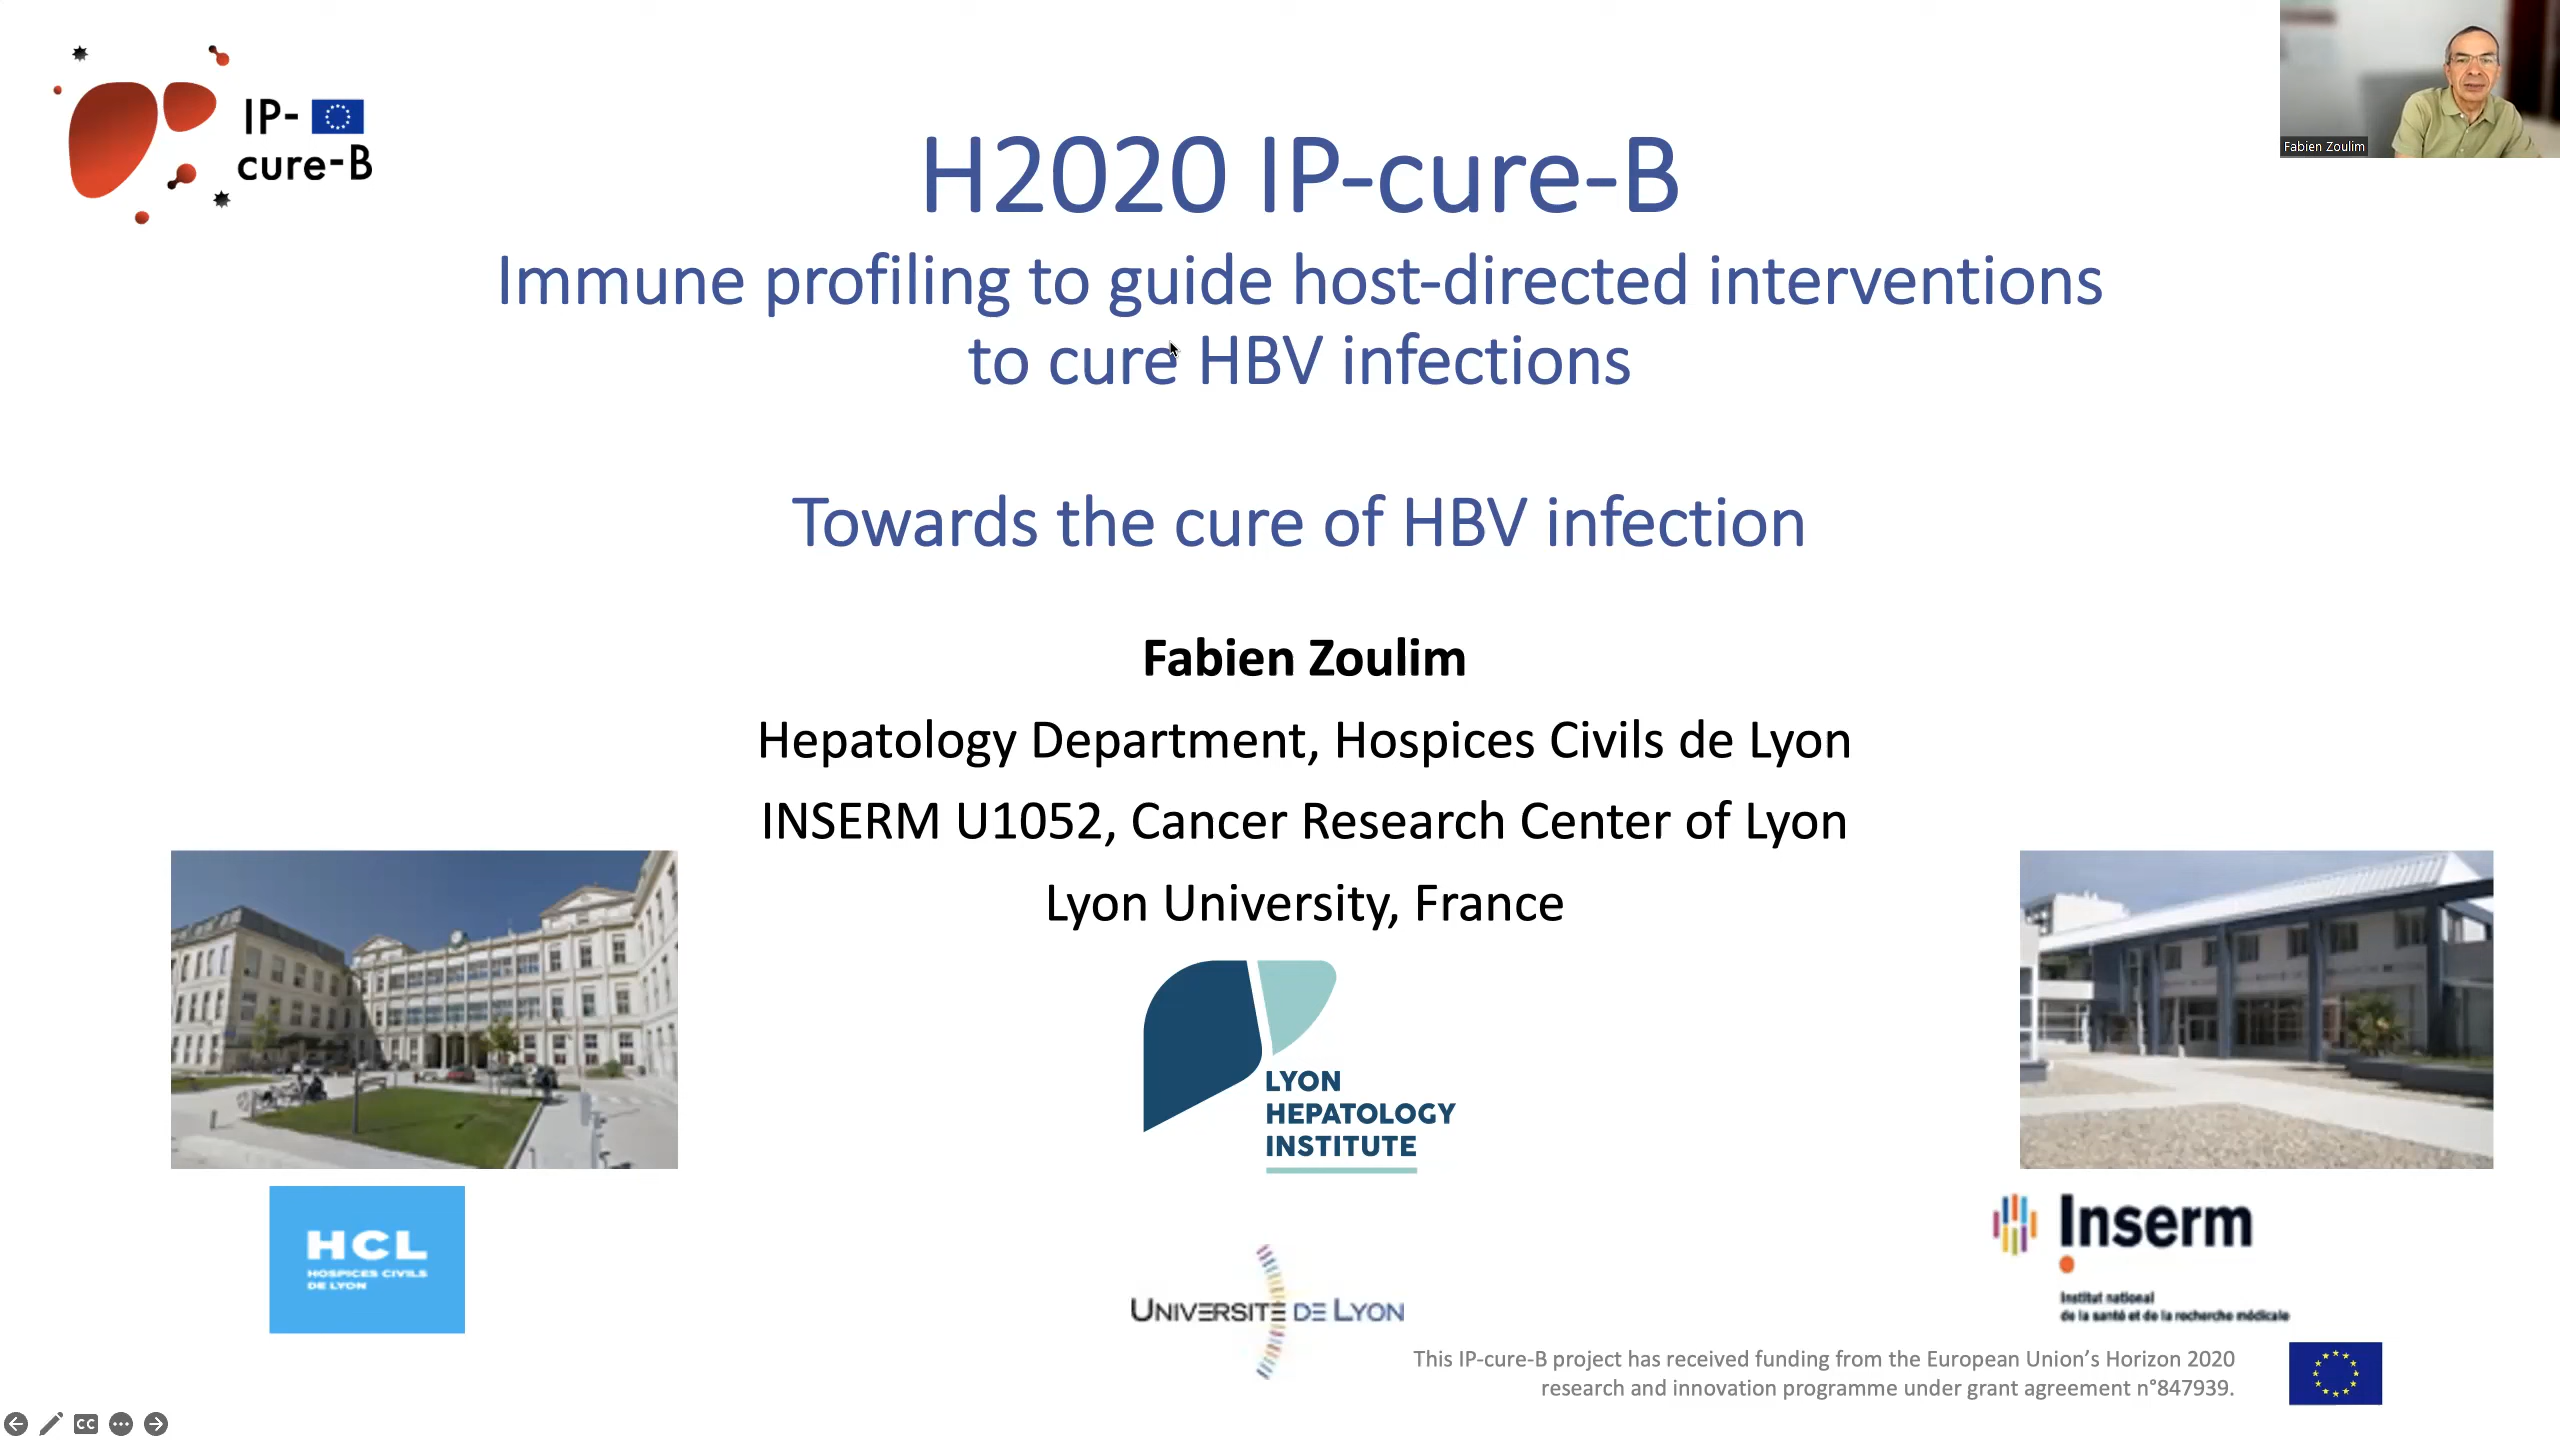 IP-
cure-B
Fabien Zoulim
H2020 IP-cure-B
Immune profiling to guide host-directed interventions
to cure HBV infections
Towards the cure of HBV infection
Fabien Zoulim
Hepatology Department, Hospices Civils de Lyon
INSERM U1052, Cancer Research Center of Lyon
Lyon University, France
LYON
HEPATOLOGY
INSTITUTE
HCL
HOSPICES CIVILS
DE LYON
UNIVERSITE DE LYON
Inserm
Institut national
de la santé et de la recherche médicale
This IP-cure-B project has received funding from the European Union’s Horizon 2020
research and innovation programme under grant agreement n°847939.
CC